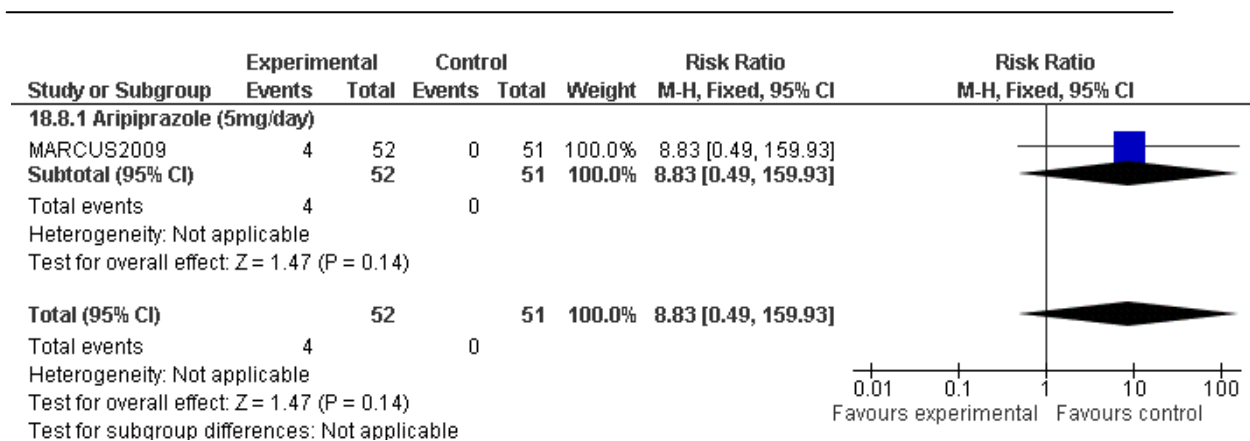 Experimental Control Risk Ratio Risk Ratio
Study or Subgroup Events Total Events Total Weight M-H, Fixed, 95% CI M-H, Fixed, 95% CI
18.8.1 Aripiprazole (5mg/day)
MARCUS2009 4 52 0 51 100.0% 8.83 [0.49, 159.93]
Subtotal (95% CI) 52 51 100.0% 8.83 [0.49, 159.93]
Total events 4 0
Heterogeneity: Not applicable
Test for overall effect: Z = 1.47 (P = 0.14)
Total (95% CI) 52 51 100.0% 8.83 [0.49, 159.93]
Total events 4 0
Heterogeneity: Not applicable
Test for overall effect: Z = 1.47 (P = 0.14)
Test for subgroup differences: Not applicable
0.01 0.1 1 10 100
Favours experimental Favours control